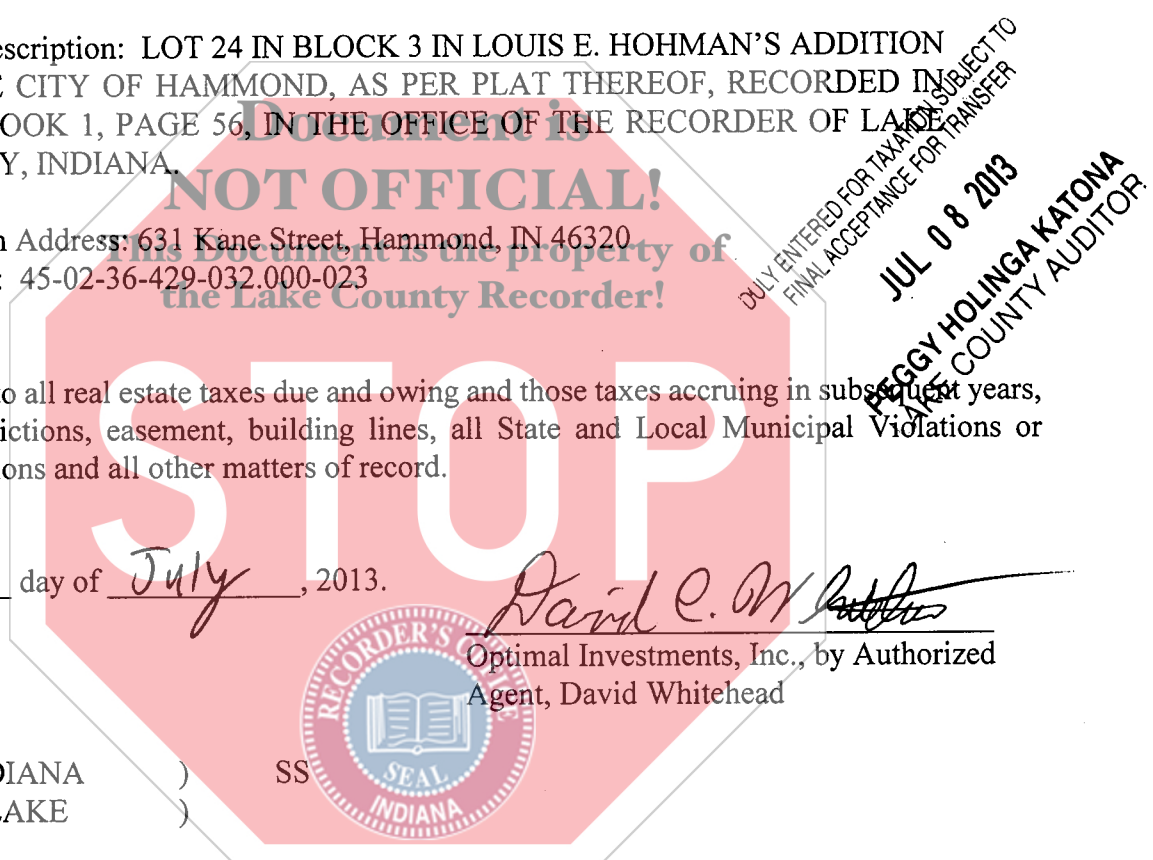 escription: LOT 24 IN BLOCK 3 IN LOUIS E. HOHMAN'S ADDITION
E CITY OF HAMMOND, AS PER PLAT THEREOF, RECORDED IN
OOK 1, PAGE 56, IN THE OFFICE OF THE RECORDER OF LAKE
Y, INDIANA.
Document is
NOT OFFICIAL!
This Document is the property of
the Lake County Recorder!
n Address: 631 Kane Street, Hammond, IN 46320
: 45-02-36-429-032.000-023
DULY ENTERED FOR TAXATION SUBJECT TO
FINAL ACCEPTANCE FOR TRANSFER
JUL 08 2013
PEGGY HOLINGA KATONA
LAKE COUNTY AUDITOR
STOP
o all real estate taxes due and owing and those taxes accruing in subsequent years,
ictions, easement, building lines, all State and Local Municipal Violations or
ons and all other matters of record.
day of July, 2013.
David C. Whitehead
Optimal Investments, Inc., by Authorized
Agent, David Whitehead
RECORDER'S OFFICE
SEAL
INDIANA
DIANA ) SS
LAKE )